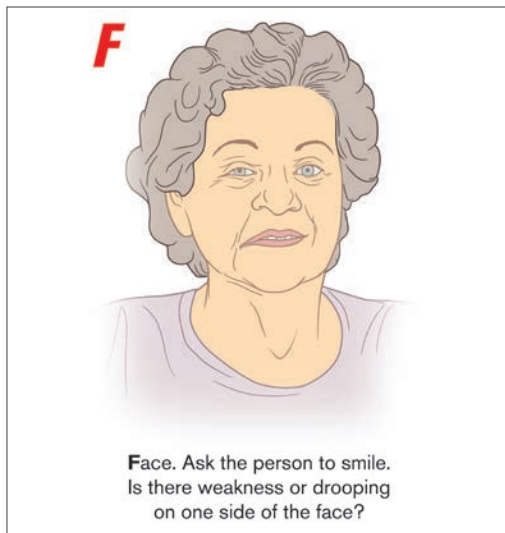 F
Face. Ask the person to smile.
Is there weakness or drooping
on one side of the face?